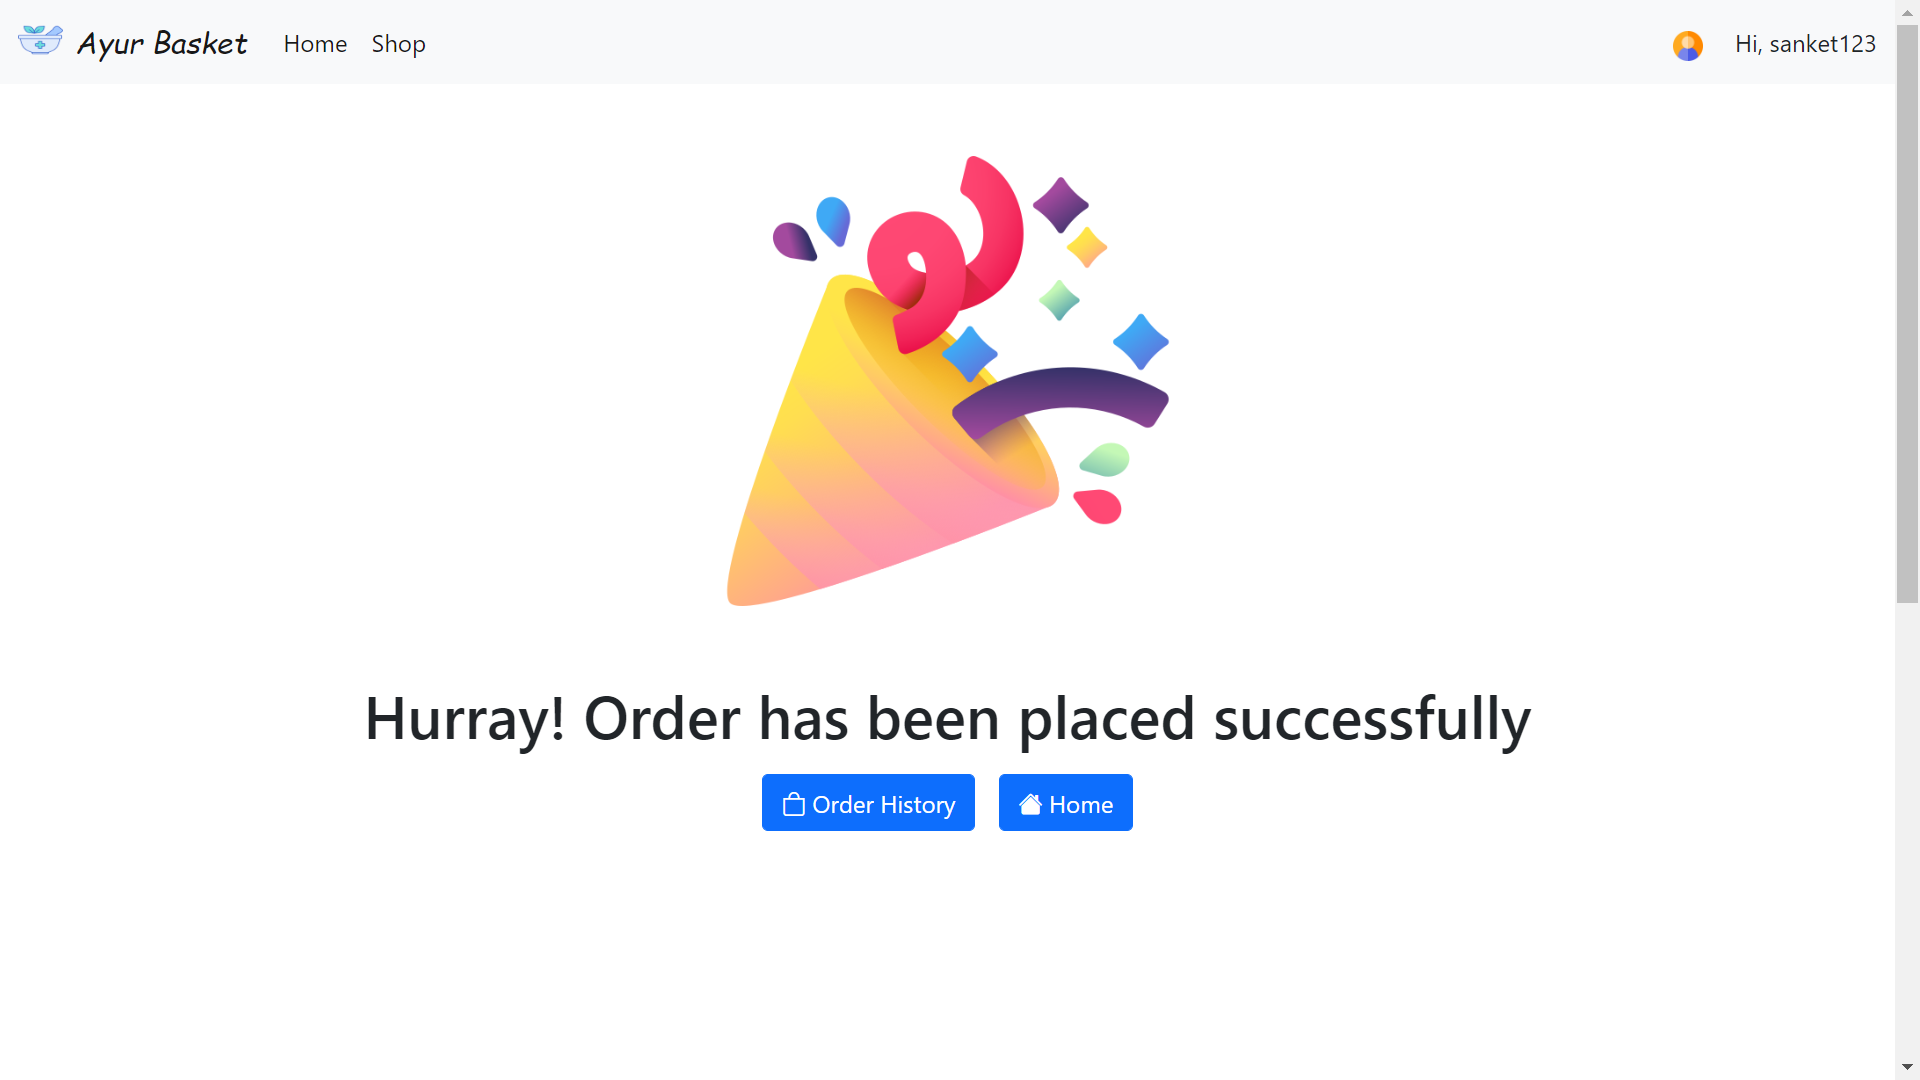 Ayur Basket Home Shop Hi, sanket123
Hurray! Order has been placed successfully
Order History Home